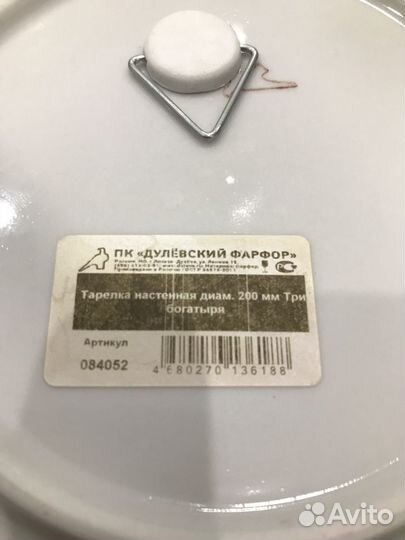 ПК «ДУЛЁВСКИЙ ФАРФОР»
Тарелка настенная диам. 200 мм Три
богатыря
Артикул
084052
4 680270 136188
Avito